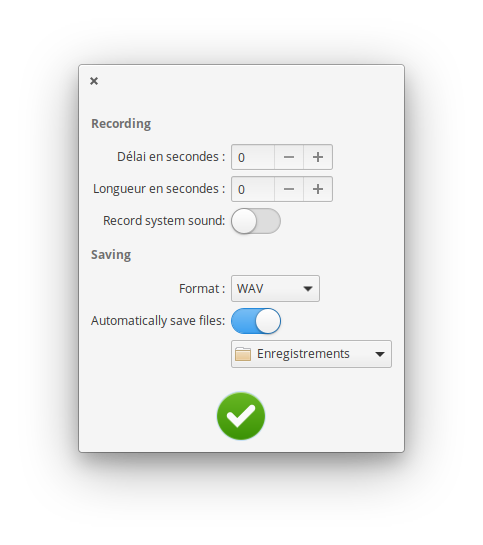 Recording
Délai en secondes : 0
Longueur en secondes : 0
Record system sound:
Saving
Format : WAV
Automatically save files:
Enregistrements